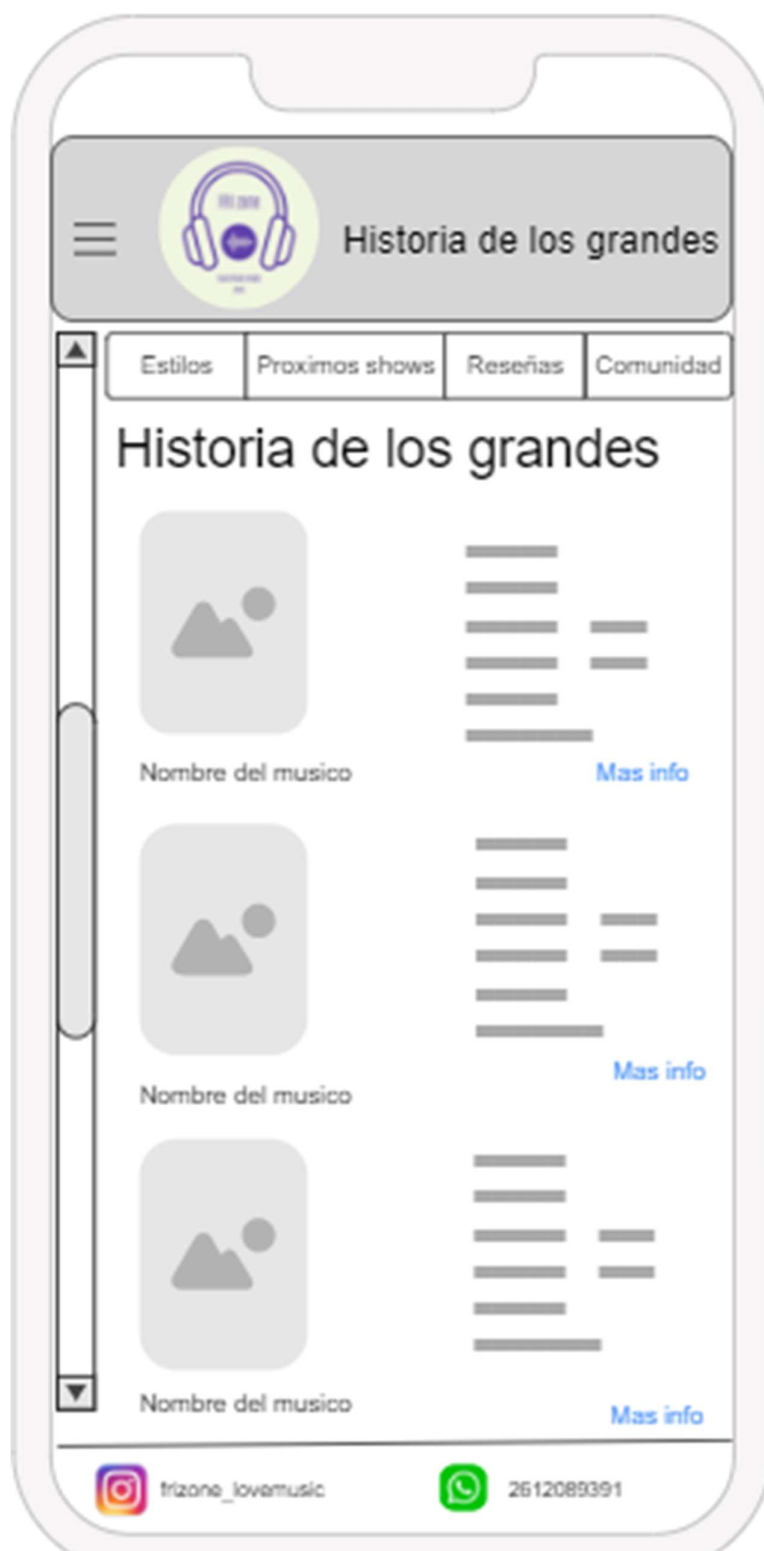 Historia de los grandes
Estilos
Proximos shows
Reseñas
Comunidad
Historia de los grandes
Nombre del musico
Mas info
Mas info
Nombre del musico
Nombre del musico
Mas info
frizone_lovemusic
2612089391